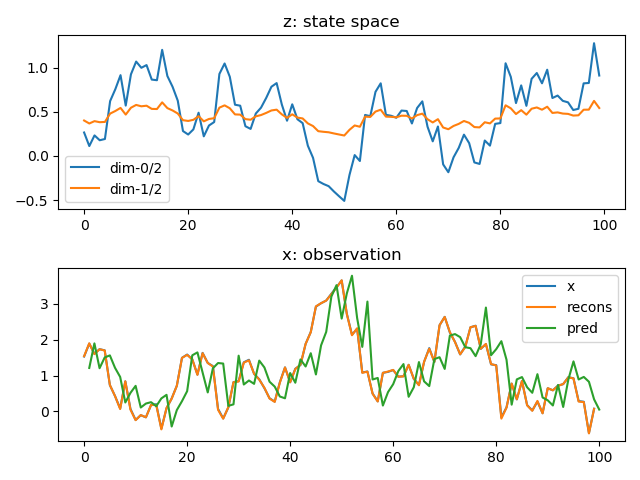 z: state space
1.0
0.5
0.0
−0.5
dim-0/2
dim-1/2
0 20 40 60 80 100
x: observation
3
2
1
0
x
recons
pred
0 20 40 60 80 100